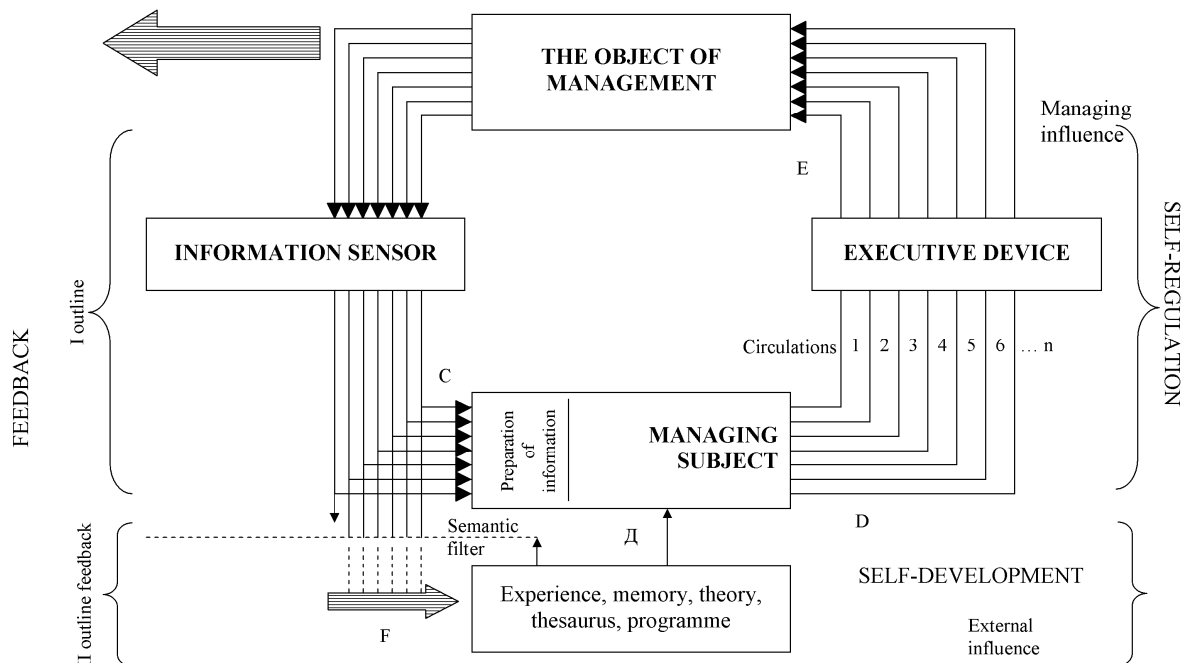 THE OBJECT OF
MANAGEMENT
Managing
influence
E
INFORMATION SENSOR
EXECUTIVE DEVICE
SELF-REGULATION
I outline
FEEDBACK
Circulations 1 2 3 4 5 6 … n
C
Preparation
of
information
MANAGING
SUBJECT
D
Semantic
filter
Д
II outline feedback
Experience, memory, theory,
thesaurus, programme
SELF-DEVELOPMENT
External
influence
F